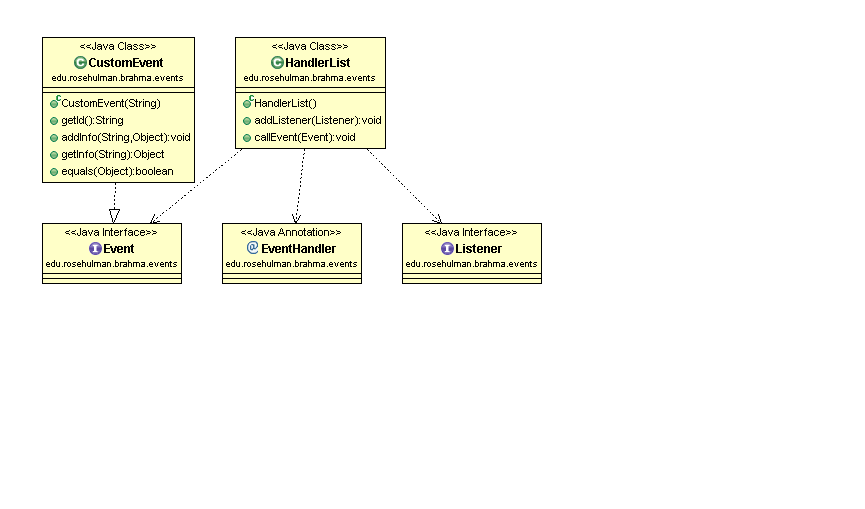 <<Java Class>>
CustomEvent
edu.rosehulman.brahma.events
CustomEvent(String)
getId():String
addInfo(String,Object):void
getInfo(String):Object
equals(Object):boolean
<<Java Class>>
HandlerList
edu.rosehulman.brahma.events
HandlerList()
addListener(Listener):void
callEvent(Event):void
<<Java Interface>>
Event
edu.rosehulman.brahma.events
<<Java Annotation>>
EventHandler
edu.rosehulman.brahma.events
<<Java Interface>>
Listener
edu.rosehulman.brahma.events